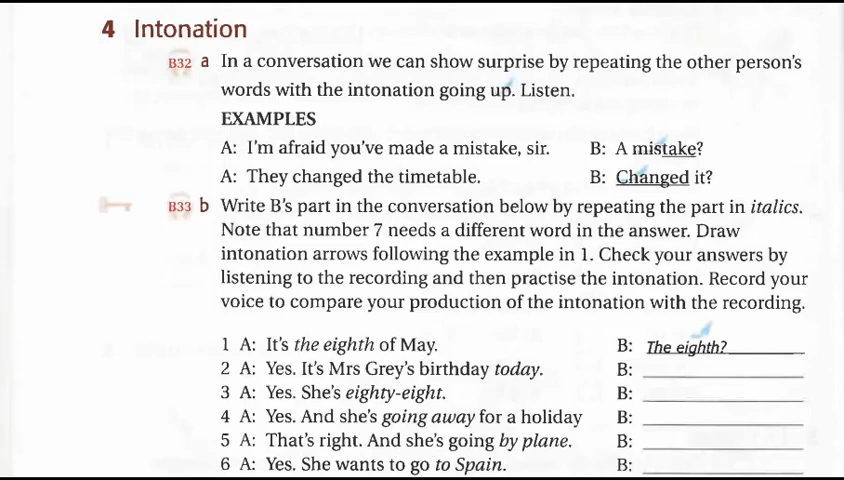 4 Intonation
B32 a In a conversation we can show surprise by repeating the other person's
words with the intonation going up. Listen.
EXAMPLES
A: I'm afraid you've made a mistake, sir. B: A mistake?
A: They changed the timetable. B: Changed it?
B33 b Write B's part in the conversation below by repeating the part in italics.
Note that number 7 needs a different word in the answer. Draw
intonation arrows following the example in 1. Check your answers by
listening to the recording and then practise the intonation. Record your
voice to compare your production of the intonation with the recording.
1 A: It's the eighth of May. B: The eighth?
2 A: Yes. It's Mrs Grey's birthday today. B:
3 A: Yes. She's eighty-eight. B:
4 A: Yes. And she's going away for a holiday B:
5 A: That's right. And she's going by plane. B:
6 A: Yes. She wants to go to Spain. B: